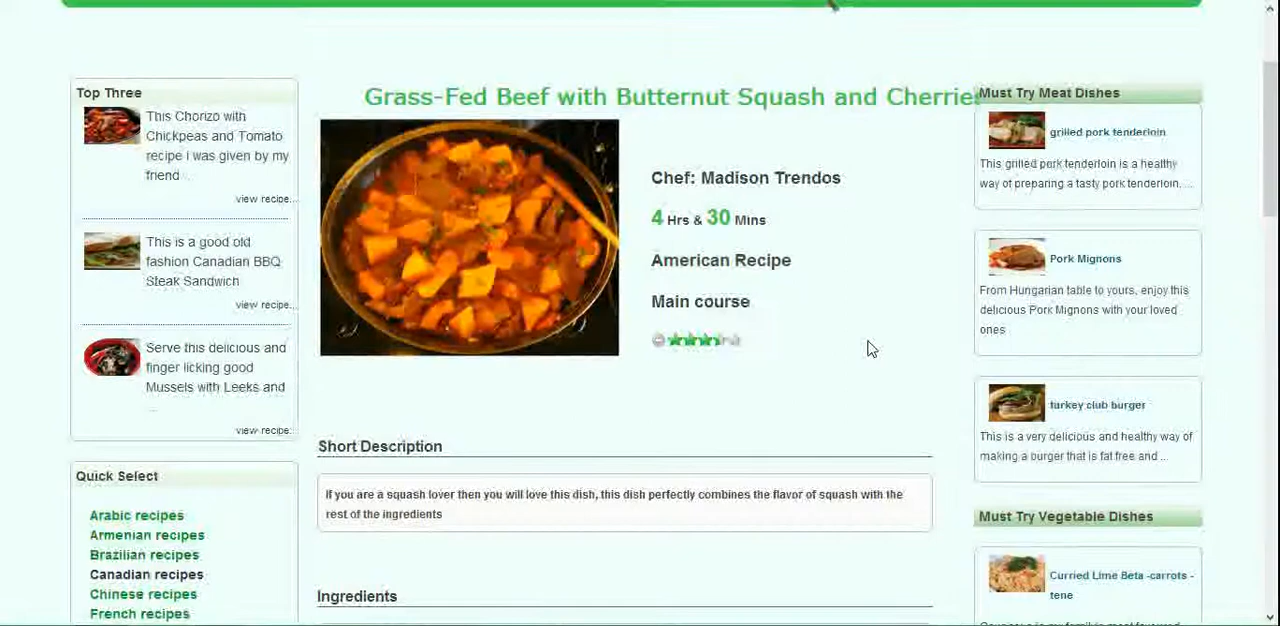 Top Three
This Chorizo with
Chickpeas and Tomato
recipe i was given by my
friend ...
view recipe...
This is a good old
fashion Canadian BBQ
Steak Sandwich
view recipe...
Serve this delicious and
finger licking good
Mussels with Leeks and
...
view recipe...
Quick Select
Arabic recipes
Armenian recipes
Brazilian recipes
Canadian recipes
Chinese recipes
French recipes
Grass-Fed Beef with Butternut Squash and Cherries
Chef: Madison Trendos
4 Hrs & 30 Mins
American Recipe
Main course
Short Description
If you are a squash lover then you will love this dish, this dish perfectly combines the flavor of squash with the
rest of the ingredients
Ingredients
Must Try Meat Dishes
grilled pork tenderloin
This grilled pork tenderloin is a healthy
way of preparing a tasty pork tenderloin. ...
Pork Mignons
From Hungarian table to yours, enjoy this
delicious Pork Mignons with your loved
ones
turkey club burger
This is a very delicious and healthy way of
making a burger that is fat free and ...
Must Try Vegetable Dishes
Curried Lime Beta -carrots -
tene